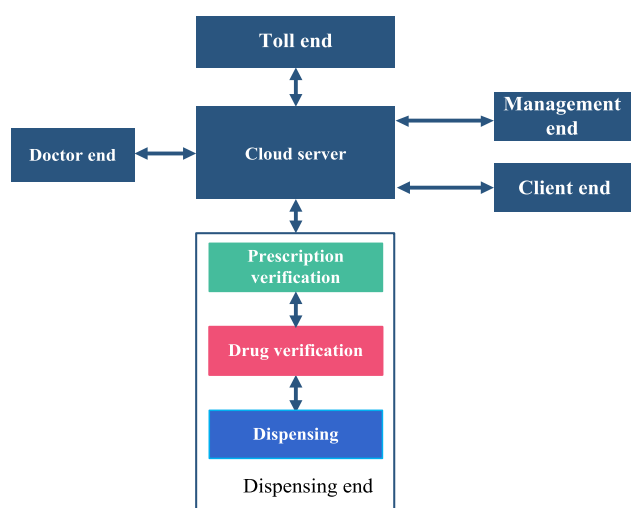 Toll end
Management
end
Doctor end
Cloud server
Client end
Prescription
verification
Drug verification
Dispensing
Dispensing end